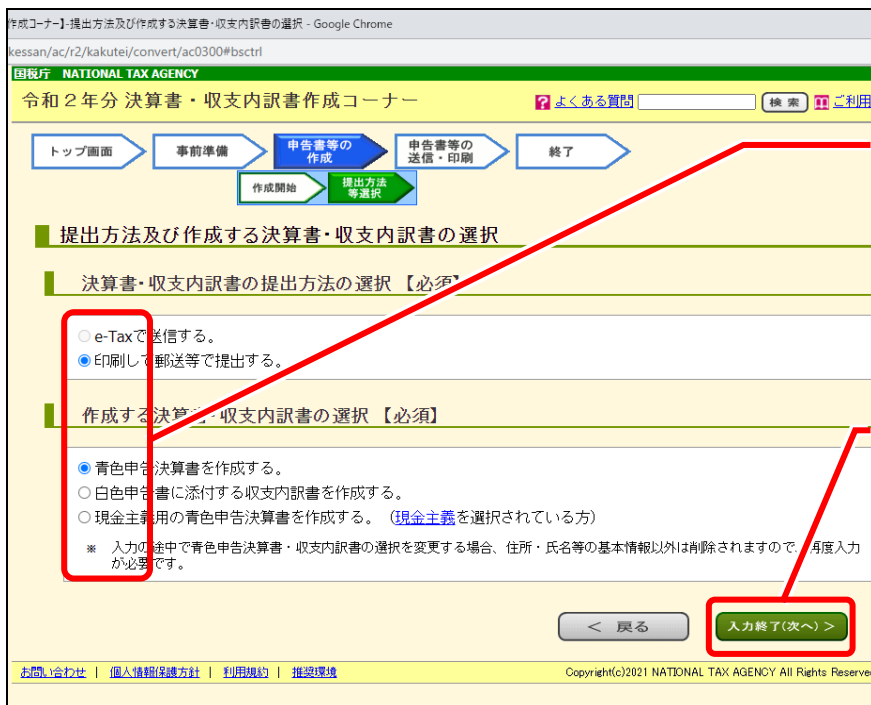 作成コーナー】-提出方法及び作成する決算書・収支内訳書の選択 - Google Chrome
kessan/ac/r2/kakutei/convert/ac0300#bsctrl
国税庁 NATIONAL TAX AGENCY
令和2年分 決算書・収支内訳書作成コーナー
よくある質問 検索 ご利用
トップ画面 事前準備 申告書等の作成 申告書等の送信・印刷 終了
作成開始 提出方法等選択
提出方法及び作成する決算書・収支内訳書の選択
決算書・収支内訳書の提出方法の選択 【必須】
e-Taxで送信する。
印刷して郵送等で提出する。
作成する決算書・収支内訳書の選択 【必須】
青色申告決算書を作成する。
白色申告書に添付する収支内訳書を作成する。
現金主義用の青色申告決算書を作成する。 (現金主義を選択されている方)
※ 入力の途中で青色申告決算書・収支内訳書の選択を変更する場合、住所・氏名等の基本情報以外は削除されますので、再度入力
が必要です。
< 戻る 入力終了(次へ) >
お問い合わせ | 個人情報保護方針 | 利用規約 | 推奨環境 Copyright(c)2021 NATIONAL TAX AGENCY All Rights Reserve